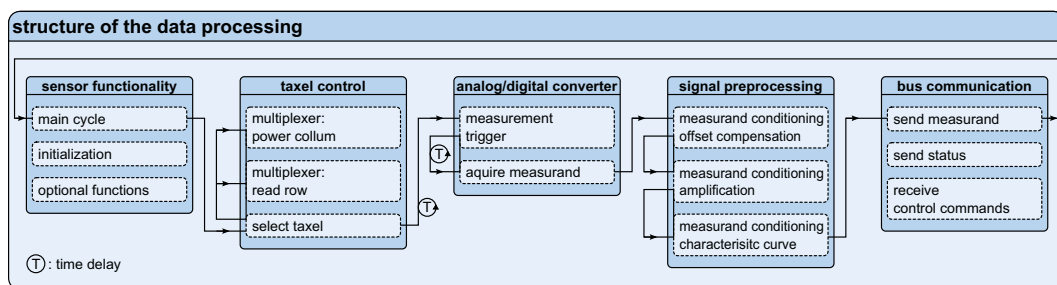 structure of the data processing
sensor functionality
main cycle
initialization
optional functions
taxel control
multiplexer:
power collum
multiplexer:
read row
select taxel
analog/digital converter
measurement
trigger
T
aquire measurand
T
signal preprocessing
measurand conditioning
offset compensation
measurand conditioning
amplification
measurand conditioning
characterisitc curve
bus communication
send measurand
send status
receive
control commands
T : time delay